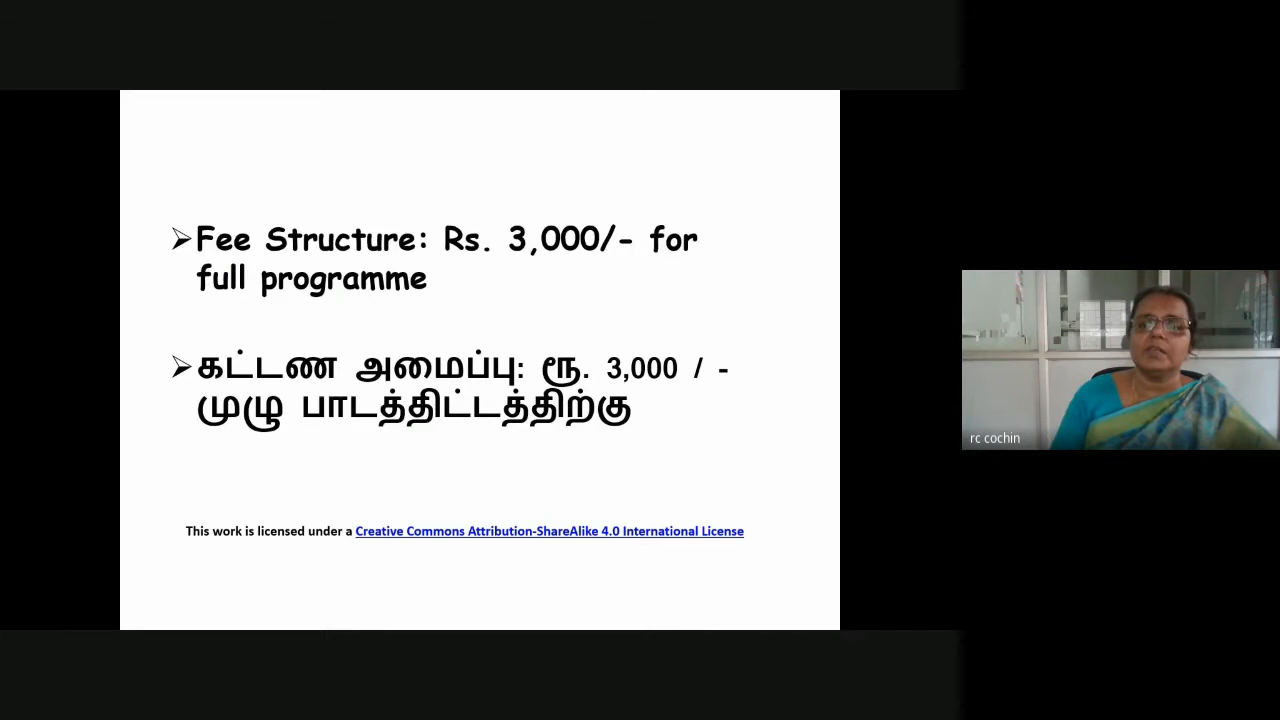 ➢Fee Structure: Rs. 3,000/- for
full programme
➢கட்டண அமைப்பு: ரூ. 3,000 / -
முழு பாடத்திட்டத்திற்கு
This work is licensed under a Creative Commons Attribution-ShareAlike 4.0 International License
rc cochin